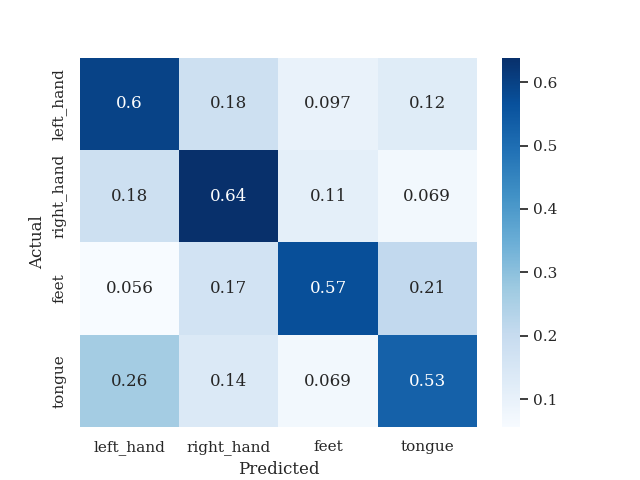 left_hand 0.6 0.18 0.097 0.12
right_hand 0.18 0.64 0.11 0.069
feet 0.056 0.17 0.57 0.21
tongue 0.26 0.14 0.069 0.53
left_hand right_hand feet tongue
Predicted
Actual
0.6
0.5
0.4
0.3
0.2
0.1